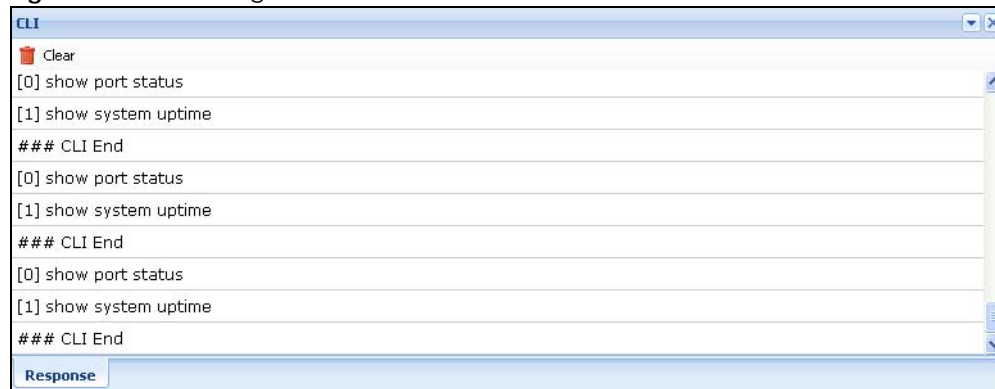 CLI
Clear
[0] show port status
[1] show system uptime
### CLI End
[0] show port status
[1] show system uptime
### CLI End
[0] show port status
[1] show system uptime
### CLI End
Response